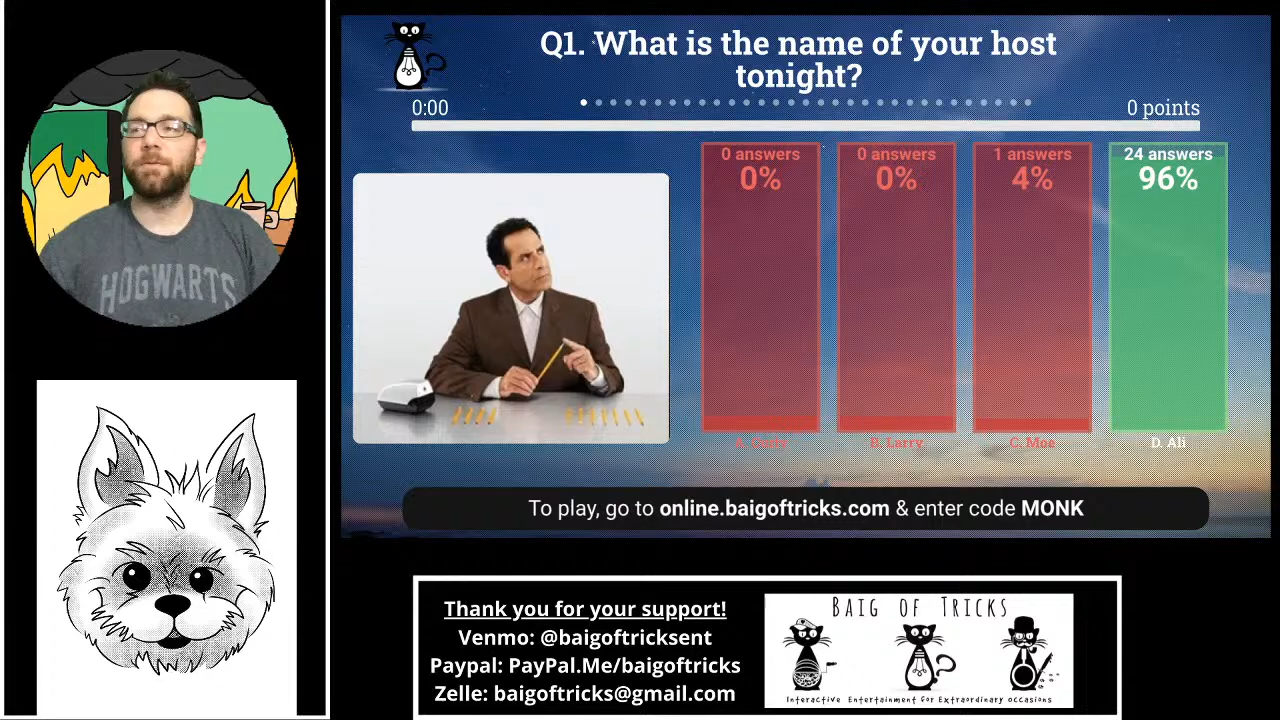 HOGWARTS
Q1. What is the name of your host
tonight?
0:00
0 points
0 answers
0%
0 answers
0%
1 answers
4%
24 answers
96%
B. Larry
C. Moe
D. Ali
To play, go to online.baigoftricks.com & enter code MONK
Thank you for your support!
Venmo: @baigoftricksent
Paypal: PayPal.Me/baigoftricks
Zelle: baigoftricks@gmail.com
BAIG OF TRICKS
Interactive Entertainment for Extraordinary occasions